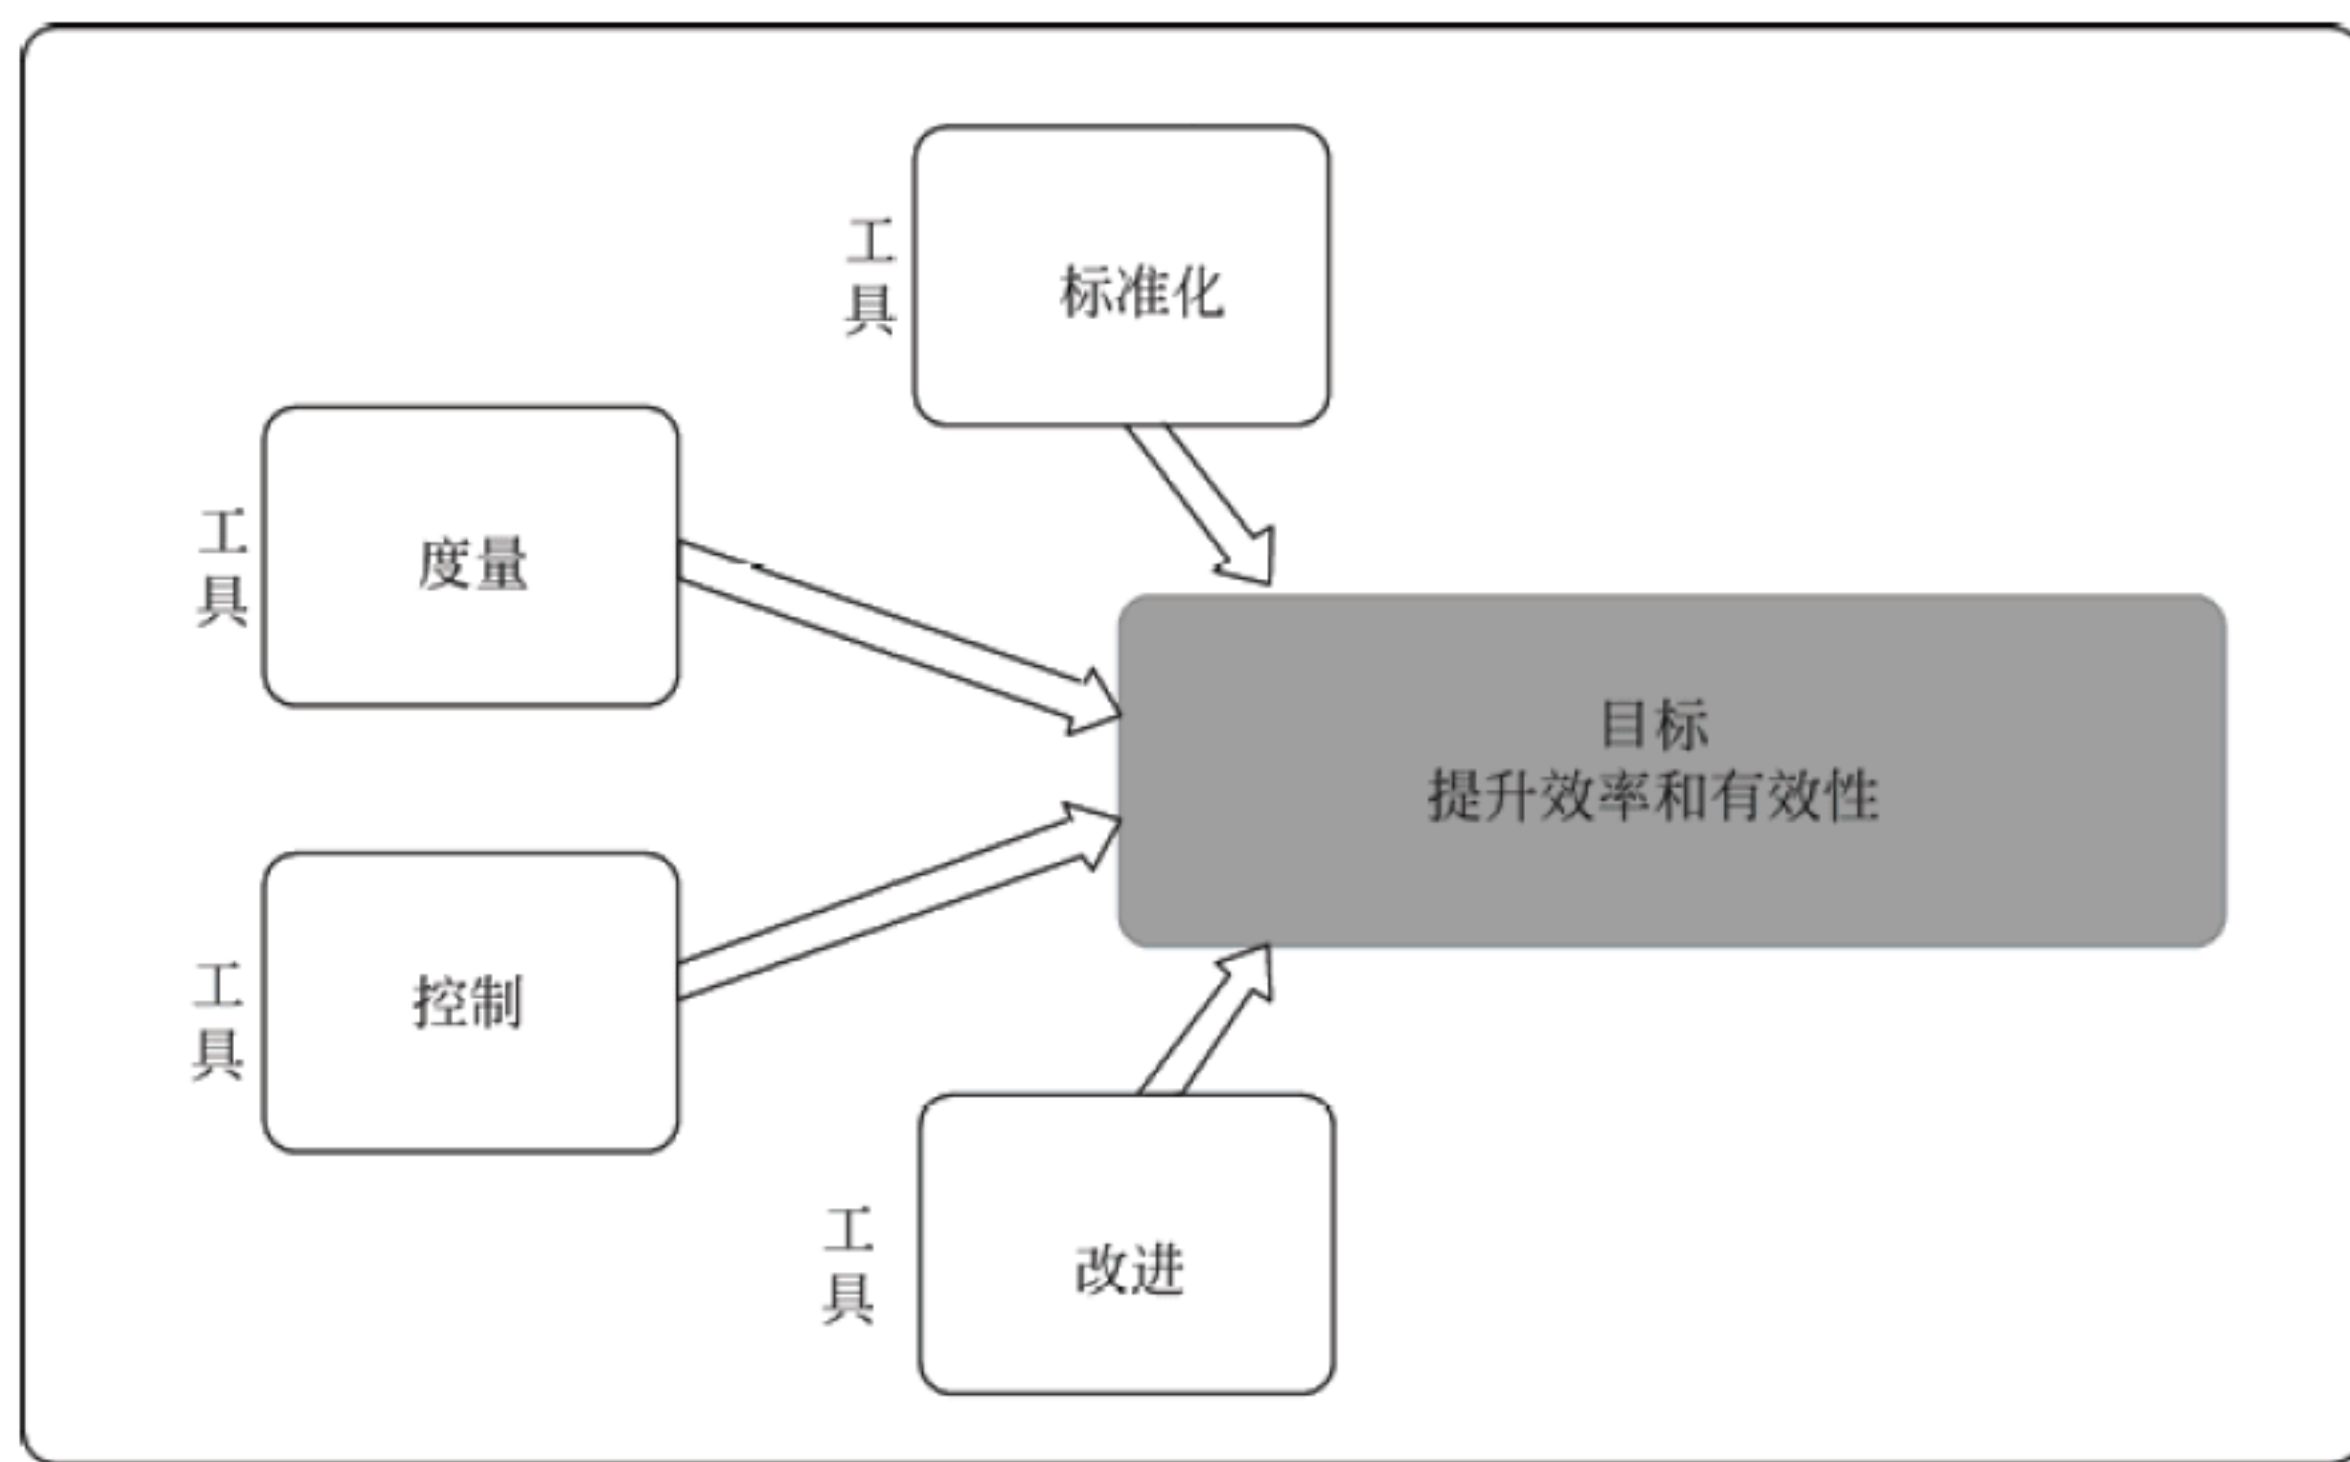 工具
标准化
工具
度量
目标
提升效率和有效性
工具
控制
工具
改进